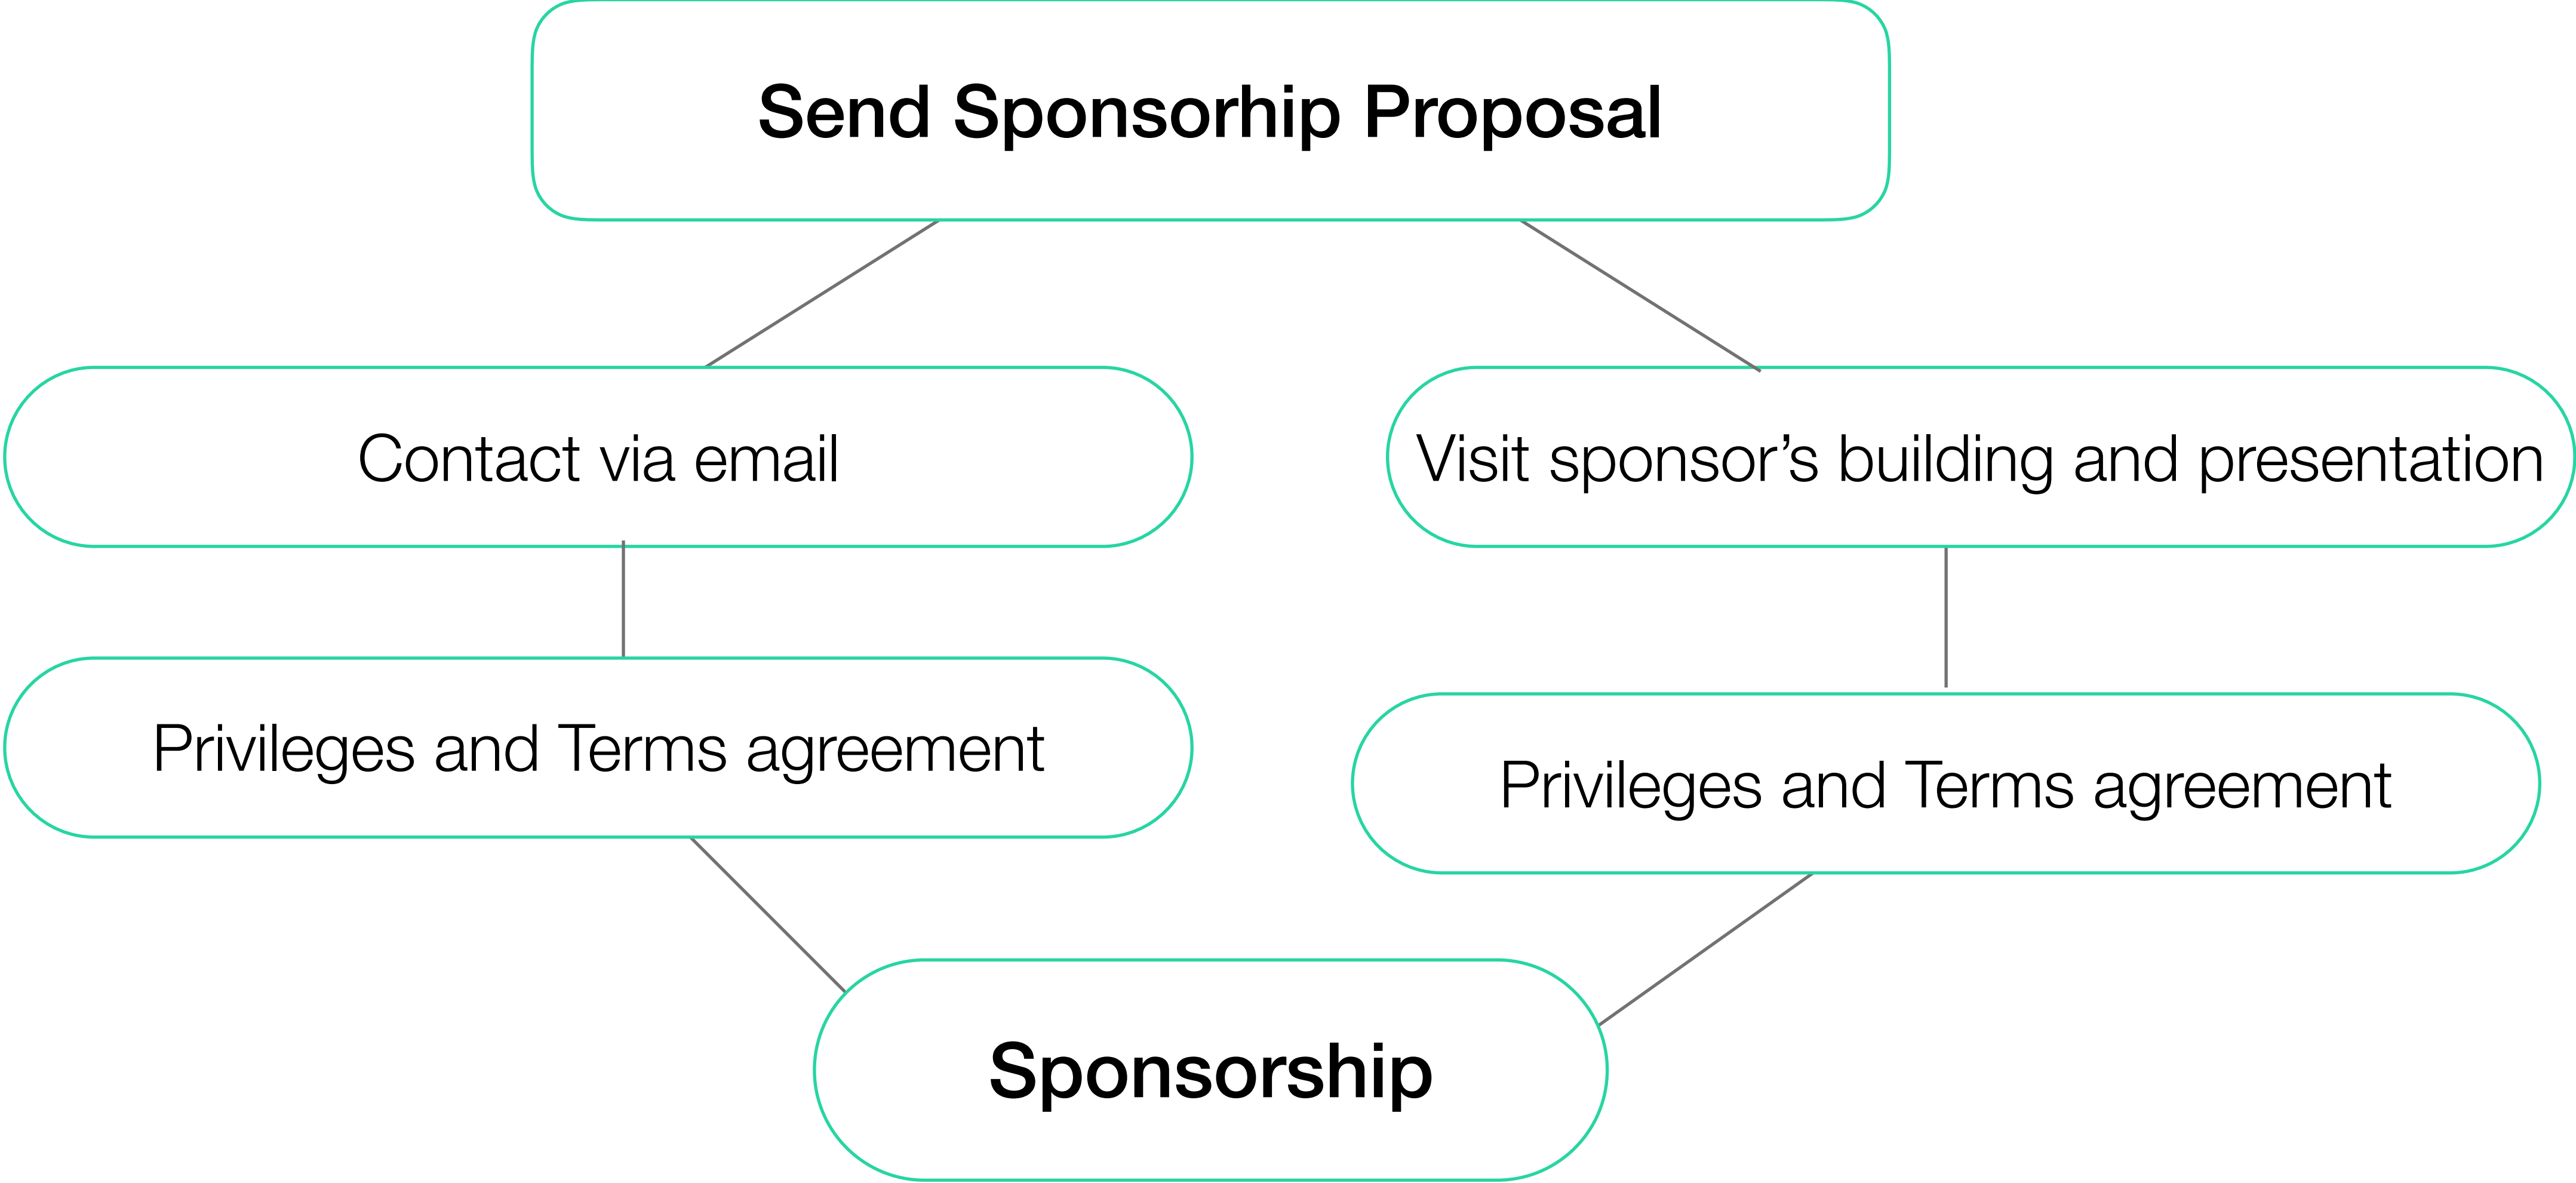 Send Sponsorhip Proposal
Contact via email
Visit sponsor’s building and presentation
Privileges and Terms agreement
Privileges and Terms agreement
Sponsorship